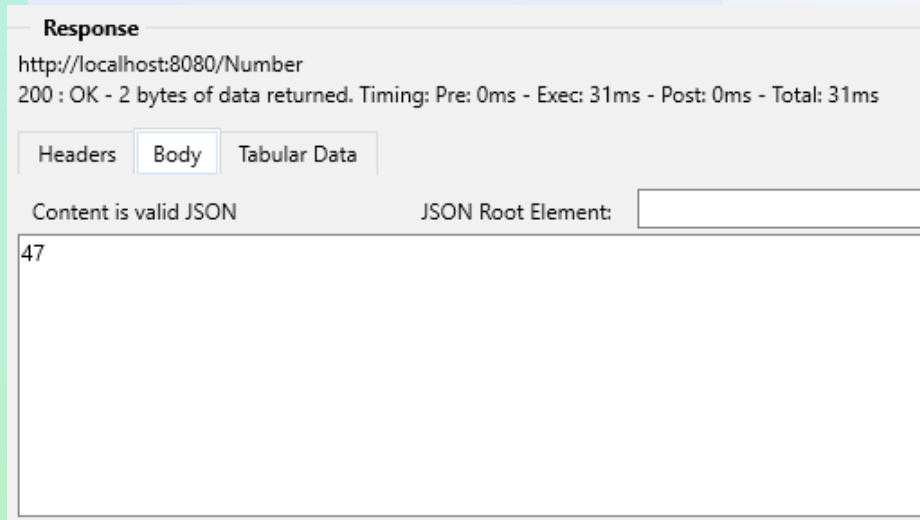 Response
http://localhost:8080/Number
200 : OK - 2 bytes of data returned. Timing: Pre: 0ms - Exec: 31ms - Post: 0ms - Total: 31ms
Headers Body Tabular Data
Content is valid JSON JSON Root Element:
47